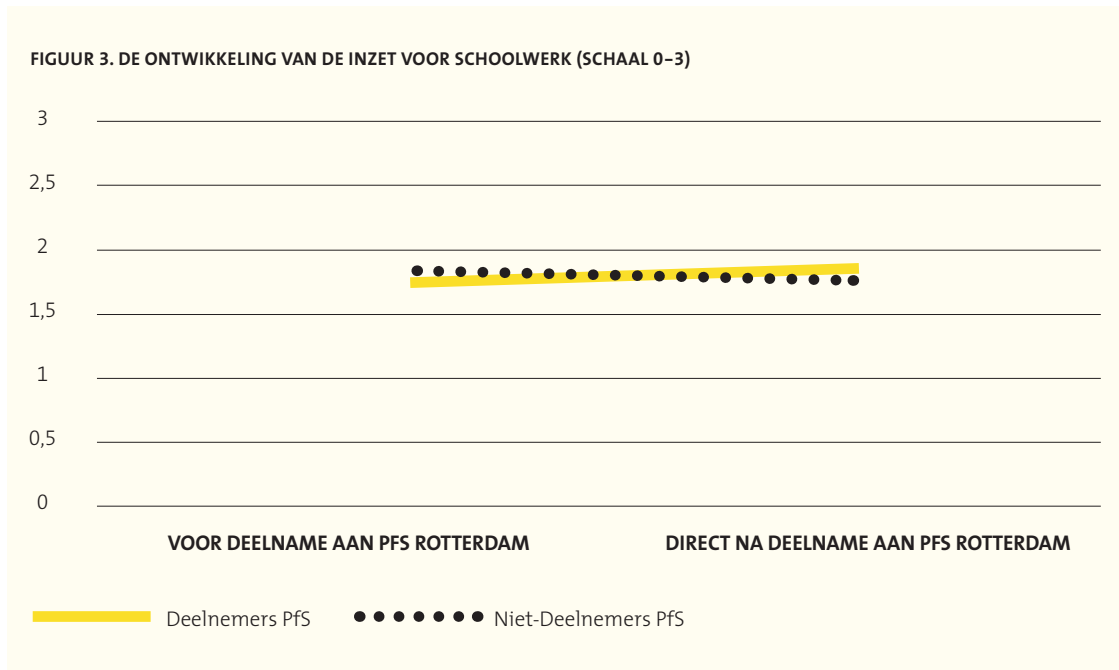 FIGUUR 3. DE ONTWIKKELING VAN DE INZET VOOR SCHOOLWERK (SCHAAL 0–3)
3
2,5
2
1,5
1
0,5
0
VOOR DEELNAME AAN PFS ROTTERDAM DIRECT NA DEELNAME AAN PFS ROTTERDAM
Deelnemers PfS Niet-Deelnemers PfS